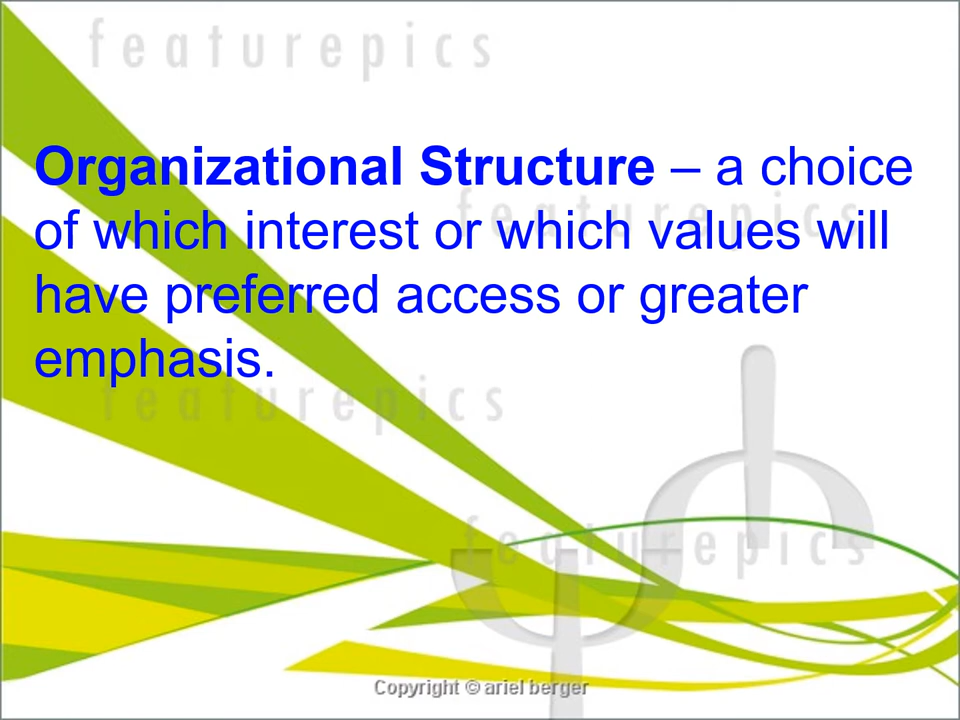 featurepics
Organizational Structure – a choice
featurepics
of which interest or which values will
have preferred access or greater
emphasis.
featurepics
featurepics
Copyright © ariel berger